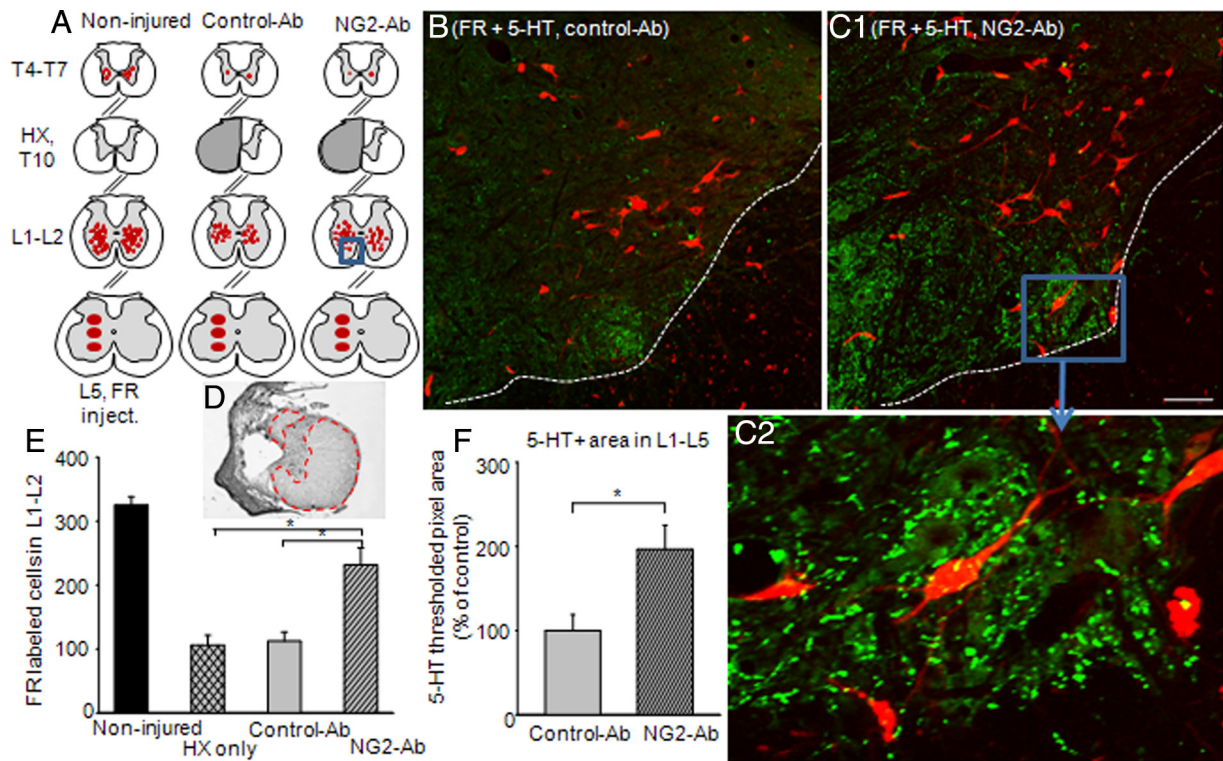 A
Non-injured
Control-Ab
NG2-Ab
T4-T7
HX,
T10
L1-L2
L5, FR
inject.
B (FR + 5-HT, control-Ab)
C1 (FR + 5-HT, NG2-Ab)
C2
D
E
FR labeled cellsin L1-L2
400
300
200
100
0
*
*
Non-injured
HX only
Control-Ab
NG2-Ab
F
5-HT+ area in L1-L5
5-HT thresholded pixel area
(% of control)
300
200
100
0
*
Control-Ab
NG2-Ab